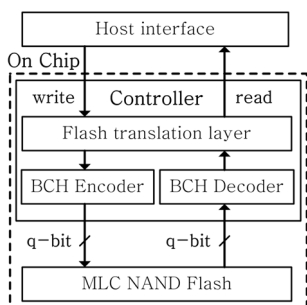 Host interface
On Chip
write Controller read
Flash translation layer
BCH Encoder BCH Decoder
q-bit q-bit
MLC NAND Flash